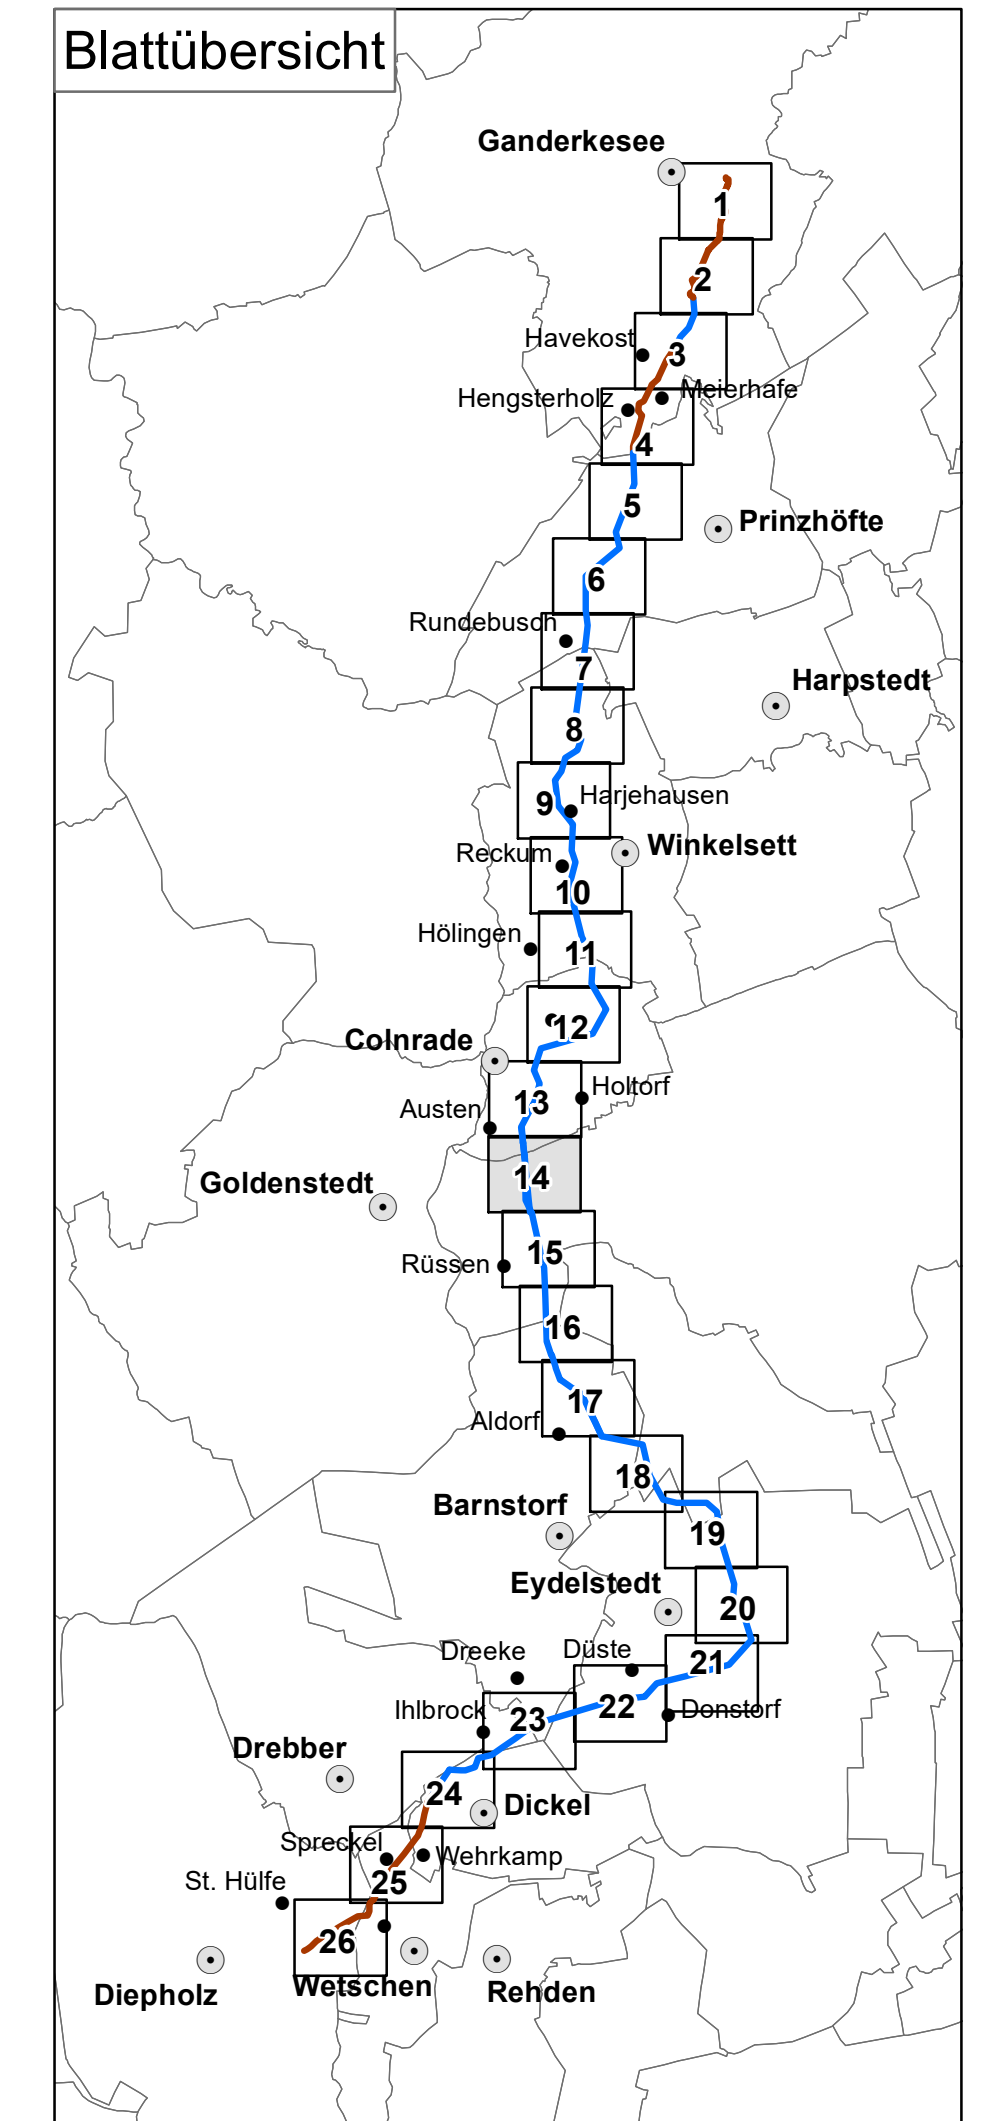 Blattübersicht
Ganderkesee
1
2
Havekost
3
Meierhafe
Hengsterholz
4
5
Prinzhöfte
6
Rundebusch
7
Harpstedt
8
9
Harjehausen
Winkelsett
Reckum
10
Hölingen
11
12
Colnrade
Holtorf
13
Austen
14
Goldenstedt
15
Rüssen
16
17
Aldorf
18
Barnstorf
19
Eydelstedt
20
Dreeke
Düste
21
Ihlbrock
22
Donstorf
23
Drebber
24
Dickel
Spreckel
Wehrkamp
25
St. Hülfe
26
Wetschen
Diepholz
Rehden